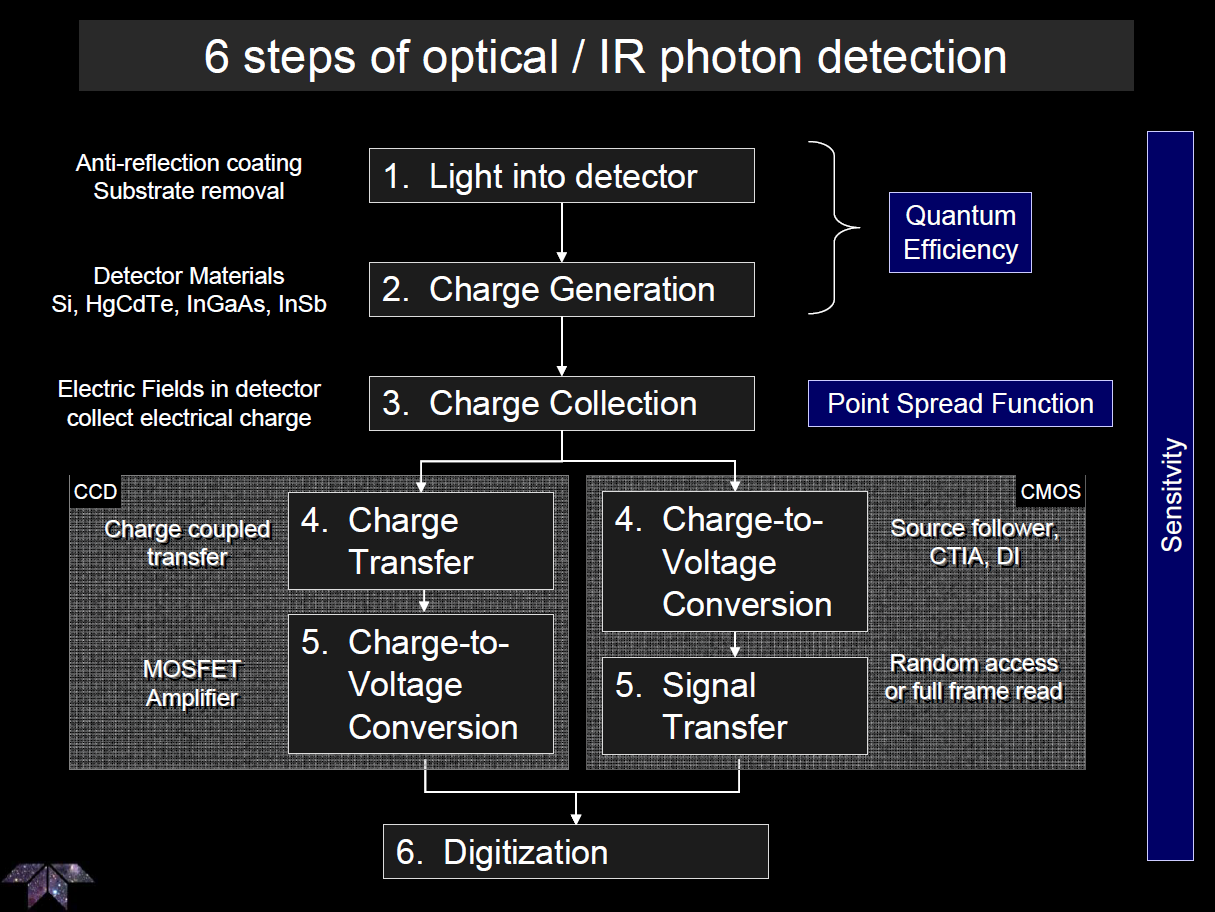 6 steps of optical / IR photon detection
Anti-reflection coating
Substrate removal
1. Light into detector
Quantum
Efficiency
Detector Materials
Si, HgCdTe, InGaAs, InSb
2. Charge Generation
Electric Fields in detector
collect electrical charge
3. Charge Collection
Point Spread Function
Sensitvity
CCD
Charge coupled
transfer
4. Charge
Transfer
MOSFET
Amplifier
5. Charge-to-
Voltage
Conversion
CMOS
4. Charge-to-
Voltage
Conversion
Source follower,
CTIA, DI
5. Signal
Transfer
Random access
or full frame read
6. Digitization